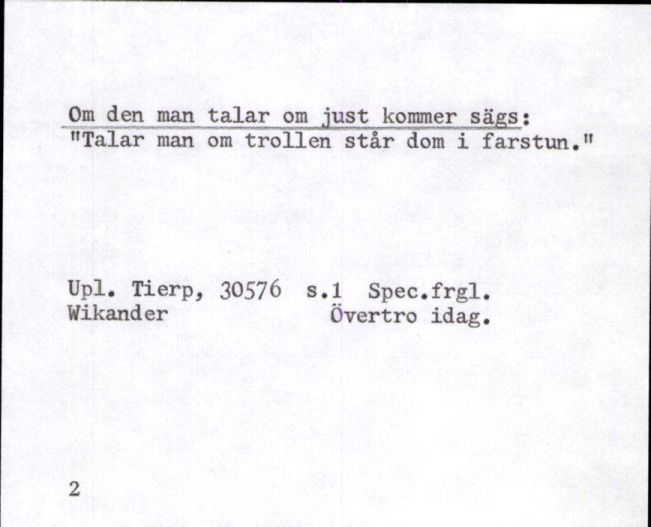 Om den man talar om just kommer sägs:
"Talar man om trollen står dom i farstun."
Upl. Tierp, 30576 s.1 Spec.frgl.
Wikander Övertro idag.
2